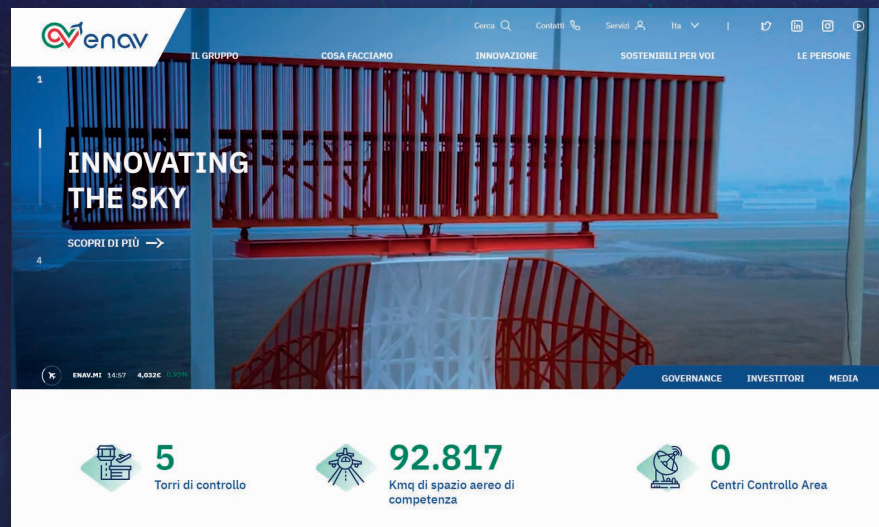 enav
Cerca
Contatti
Servizi
Ita
|
IL GRUPPO
COSA FACCIAMO
INNOVAZIONE
SOSTENIBILI PER VOI
LE PERSONE
1
INNOVATING
THE SKY
SCOPRI DI PIÙ
4
ENAV.MI 14:57 4,032€ 0,95%
GOVERNANCE
INVESTITORI
MEDIA
5
Torri di controllo
92.817
Kmq di spazio aereo di
competenza
0
Centri Controllo Area